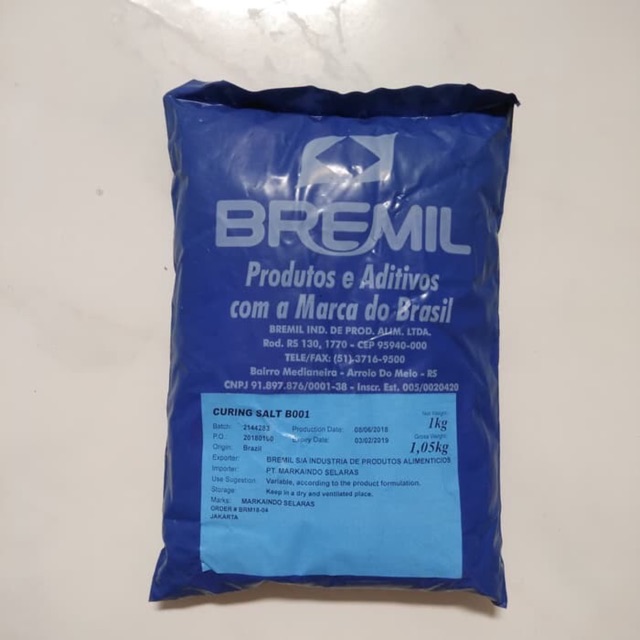 BREMIL
Produtos e Aditivos
com a Marca do Brasil
BREMIL IND. DE PROD. ALIM. LTDA.
Rod. RS 130, 1770 - CEP 95940-000
TELE/FAX: (51) 3716-9500
Bairro Medianeira - Arroio Do Meio - RS
CNPJ 91.897.876/0001-38 - Inscr. Est. 005/0020420
CURING SALT B001
Net Weight:
1kg
Batch: 2144283 Production Date: 08/06/2018
Gross Weight:
P.O.: 20180160 Expiry Date: 03/02/2019 1,05kg
Origin: Brazil
Exporter: BREMIL S/A INDUSTRIA DE PRODUTOS ALIMENTICIOS
Importer: PT. MARKAINDO SELARAS
Use Sugestion: Variable, according to the product formulation.
Storage: Keep in a dry and ventilated place.
Marks: MARKAINDO SELARAS
ORDER # BRM18-04
JAKARTA